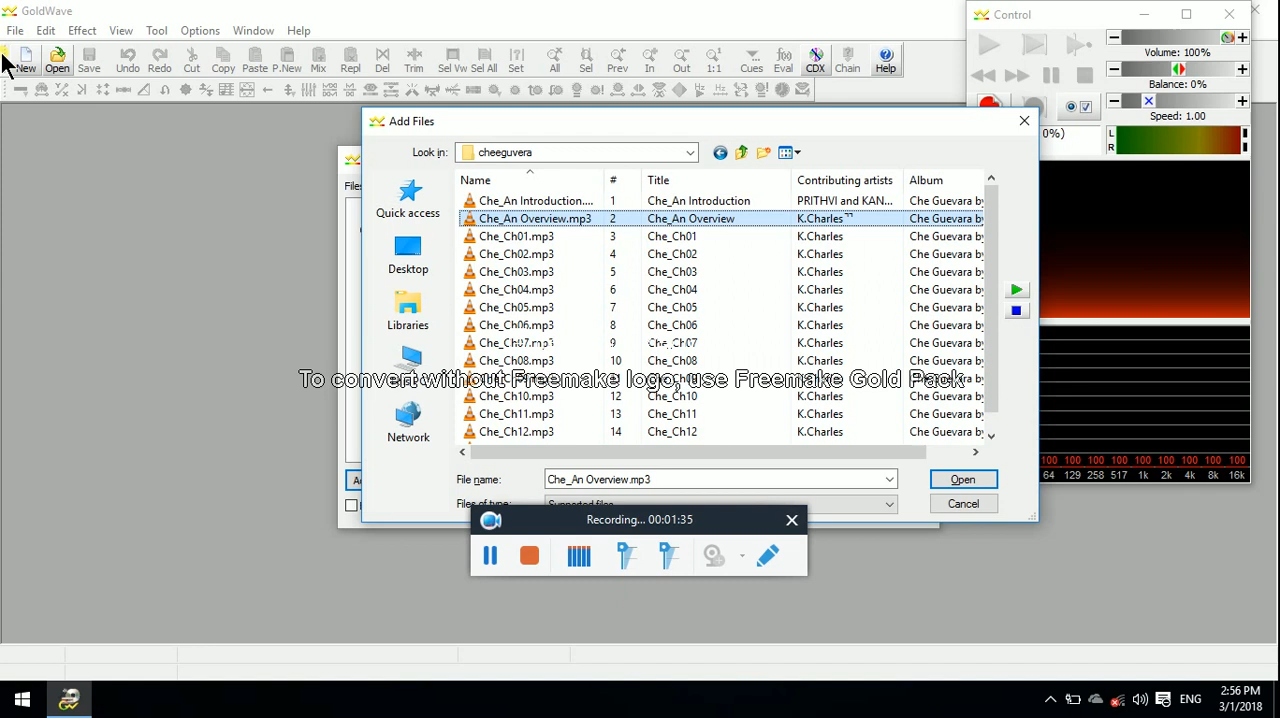 GoldWave
File Edit Effect View Tool Options Window Help
New Open Save Undo Redo Cut Copy Paste P.New Mix Repl Del Trim Sel Vw Sel All Set All Sel Prev In Out 1:1 Cues Eval CDX Chain Help
Control
Volume: 100%
Balance: 0%
Speed: 1.00
0%)
L
R
Add Files
Look in: cheeguvera
Files
Quick access
Desktop
Libraries
Network
Name # Title Contributing artists Album
Che_An Introduction.... 1 Che_An Introduction PRITHVI and KAN... Che Guevara by
Che_An Overview.mp3 2 Che_An Overview K.Charles Che Guevara by
Che_Ch01.mp3 3 Che_Ch01 K.Charles Che Guevara by
Che_Ch02.mp3 4 Che_Ch02 K.Charles Che Guevara by
Che_Ch03.mp3 5 Che_Ch03 K.Charles Che Guevara by
Che_Ch04.mp3 6 Che_Ch04 K.Charles Che Guevara by
Che_Ch05.mp3 7 Che_Ch05 K.Charles Che Guevara by
Che_Ch06.mp3 8 Che_Ch06 K.Charles Che Guevara by
Che_Ch07.mp3 9 Che_Ch07 K.Charles Che Guevara by
Che_Ch08.mp3 10 Che_Ch08 K.Charles Che Guevara by
To convert without Freemake logo, use Freemake Gold Pack
Che_Ch10.mp3 12 Che_Ch10 K.Charles Che Guevara by
Che_Ch11.mp3 13 Che_Ch11 K.Charles Che Guevara by
Che_Ch12.mp3 14 Che_Ch12 K.Charles Che Guevara by
File name: Che_An Overview.mp3 Open
Files of type: Supported files Cancel
100 100 100 100 100 100 100 100 100
64 129 258 517 1k 2k 4k 8k 16k
Recording... 00:01:35
ENG
2:56 PM
3/1/2018